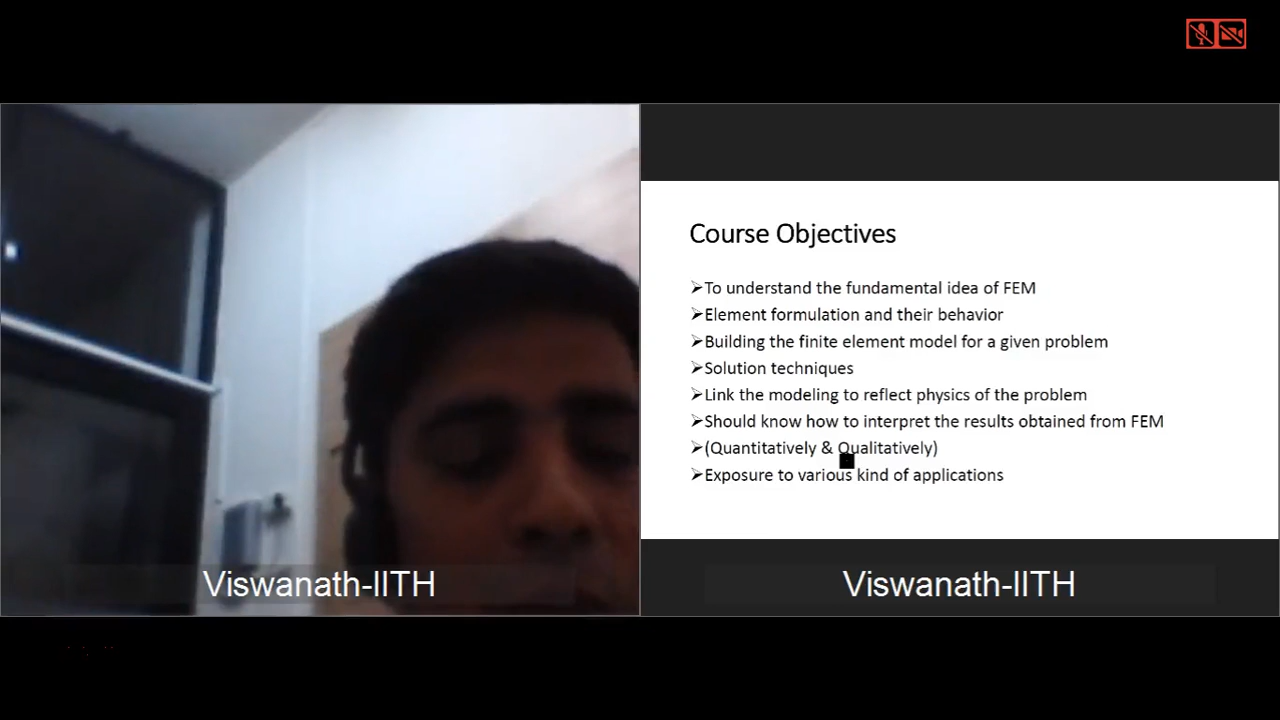 Course Objectives
➢To understand the fundamental idea of FEM
➢Element formulation and their behavior
➢Building the finite element model for a given problem
➢Solution techniques
➢Link the modeling to reflect physics of the problem
➢Should know how to interpret the results obtained from FEM
➢(Quantitatively & Qualitatively)
➢Exposure to various kind of applications
Viswanath-IITH
Viswanath-IITH